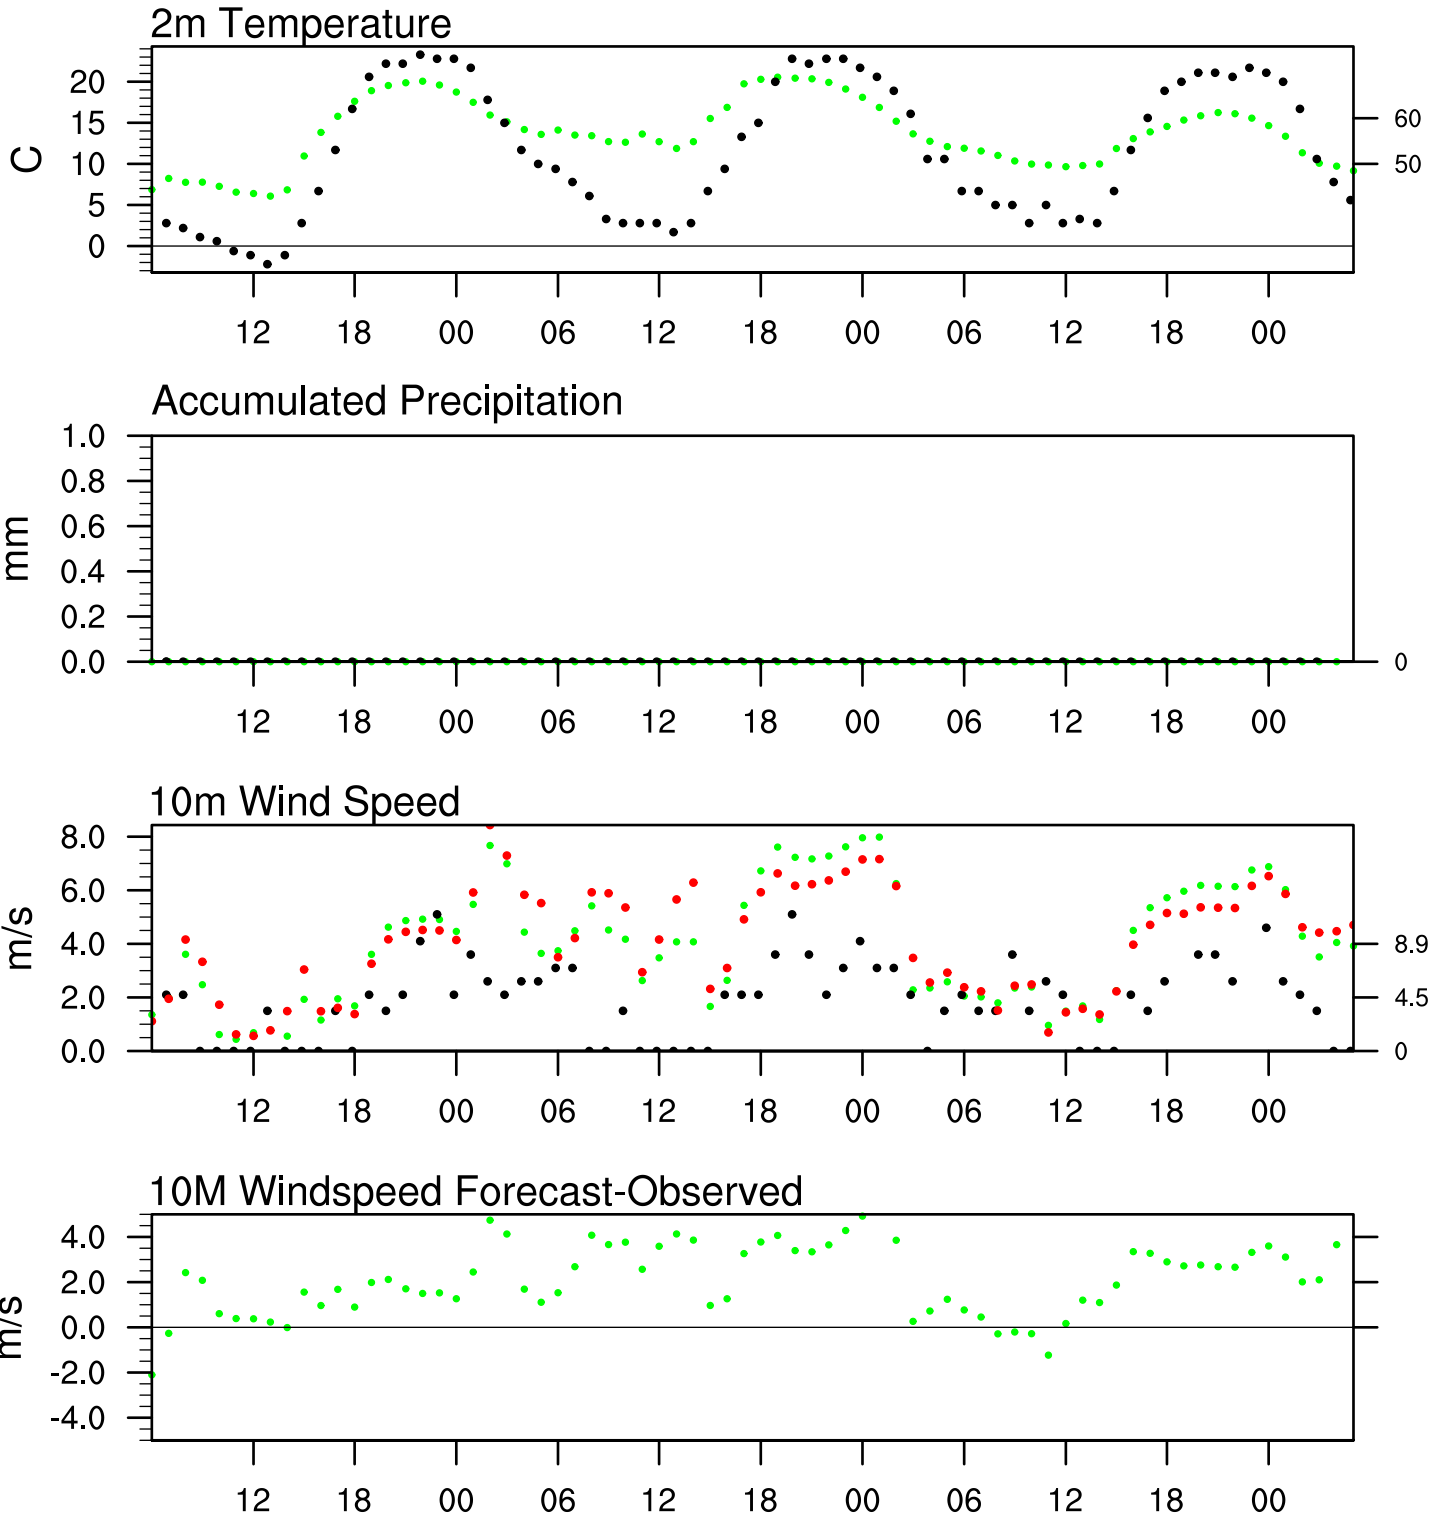 2m Temperature
20
15
10
5
0
C
60
50
12 18 00 06 12 18 00 06 12 18 00
Accumulated Precipitation
1.0
0.8
0.6
0.4
0.2
0.0
mm
0
12 18 00 06 12 18 00 06 12 18 00
10m Wind Speed
8.0
6.0
4.0
2.0
0.0
m/s
8.9
4.5
0
12 18 00 06 12 18 00 06 12 18 00
10M Windspeed Forecast-Observed
4.0
2.0
0.0
-2.0
-4.0
m/s
12 18 00 06 12 18 00 06 12 18 00